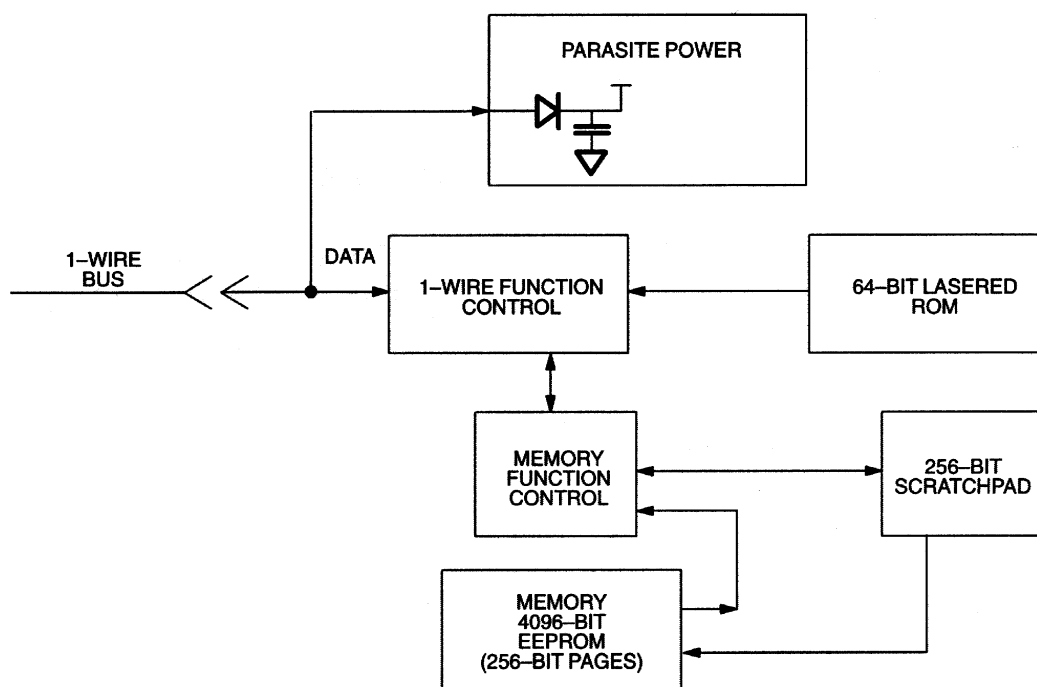 PARASITE POWER
1–WIRE
BUS
DATA
1–WIRE FUNCTION
CONTROL
64–BIT LASERED
ROM
MEMORY
FUNCTION
CONTROL
256–BIT
SCRATCHPAD
MEMORY
4096–BIT
EEPROM
(256–BIT PAGES)